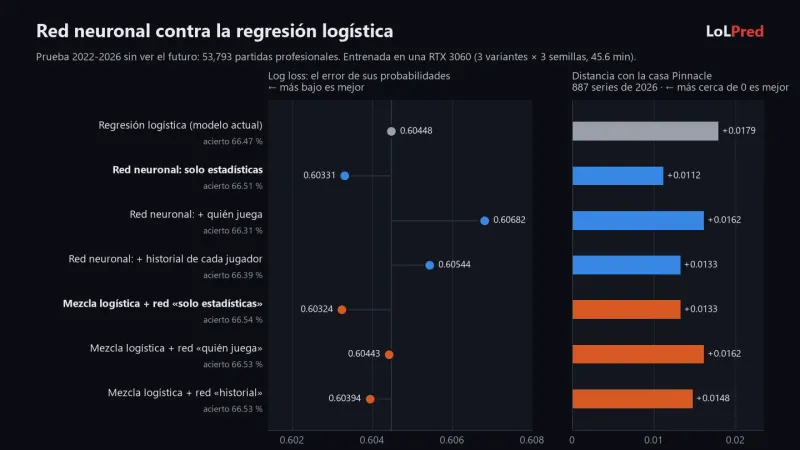 Red neuronal contra la regresión logística
LoLPred
Prueba 2022-2026 sin ver el futuro: 53,793 partidas profesionales. Entrenada en una RTX 3060 (3 variantes × 3 semillas, 45.6 min).
Log loss: el error de sus probabilidades
← más bajo es mejor
Distancia con la casa Pinnacle
887 series de 2026 · ← más cerca de 0 es mejor
Regresión logística (modelo actual)
acierto 66.47 %
0.60448
+0.0179
Red neuronal: solo estadísticas
acierto 66.51 %
0.60331
+0.0112
Red neuronal: + quién juega
acierto 66.31 %
0.60682
+0.0162
Red neuronal: + historial de cada jugador
acierto 66.39 %
0.60544
+0.0133
Mezcla logística + red «solo estadísticas»
acierto 66.54 %
0.60324
+0.0133
Mezcla logística + red «quién juega»
acierto 66.53 %
0.60443
+0.0162
Mezcla logística + red «historial»
acierto 66.53 %
0.60394
+0.0148
0.602 0.604 0.606 0.608
0 0.01 0.02